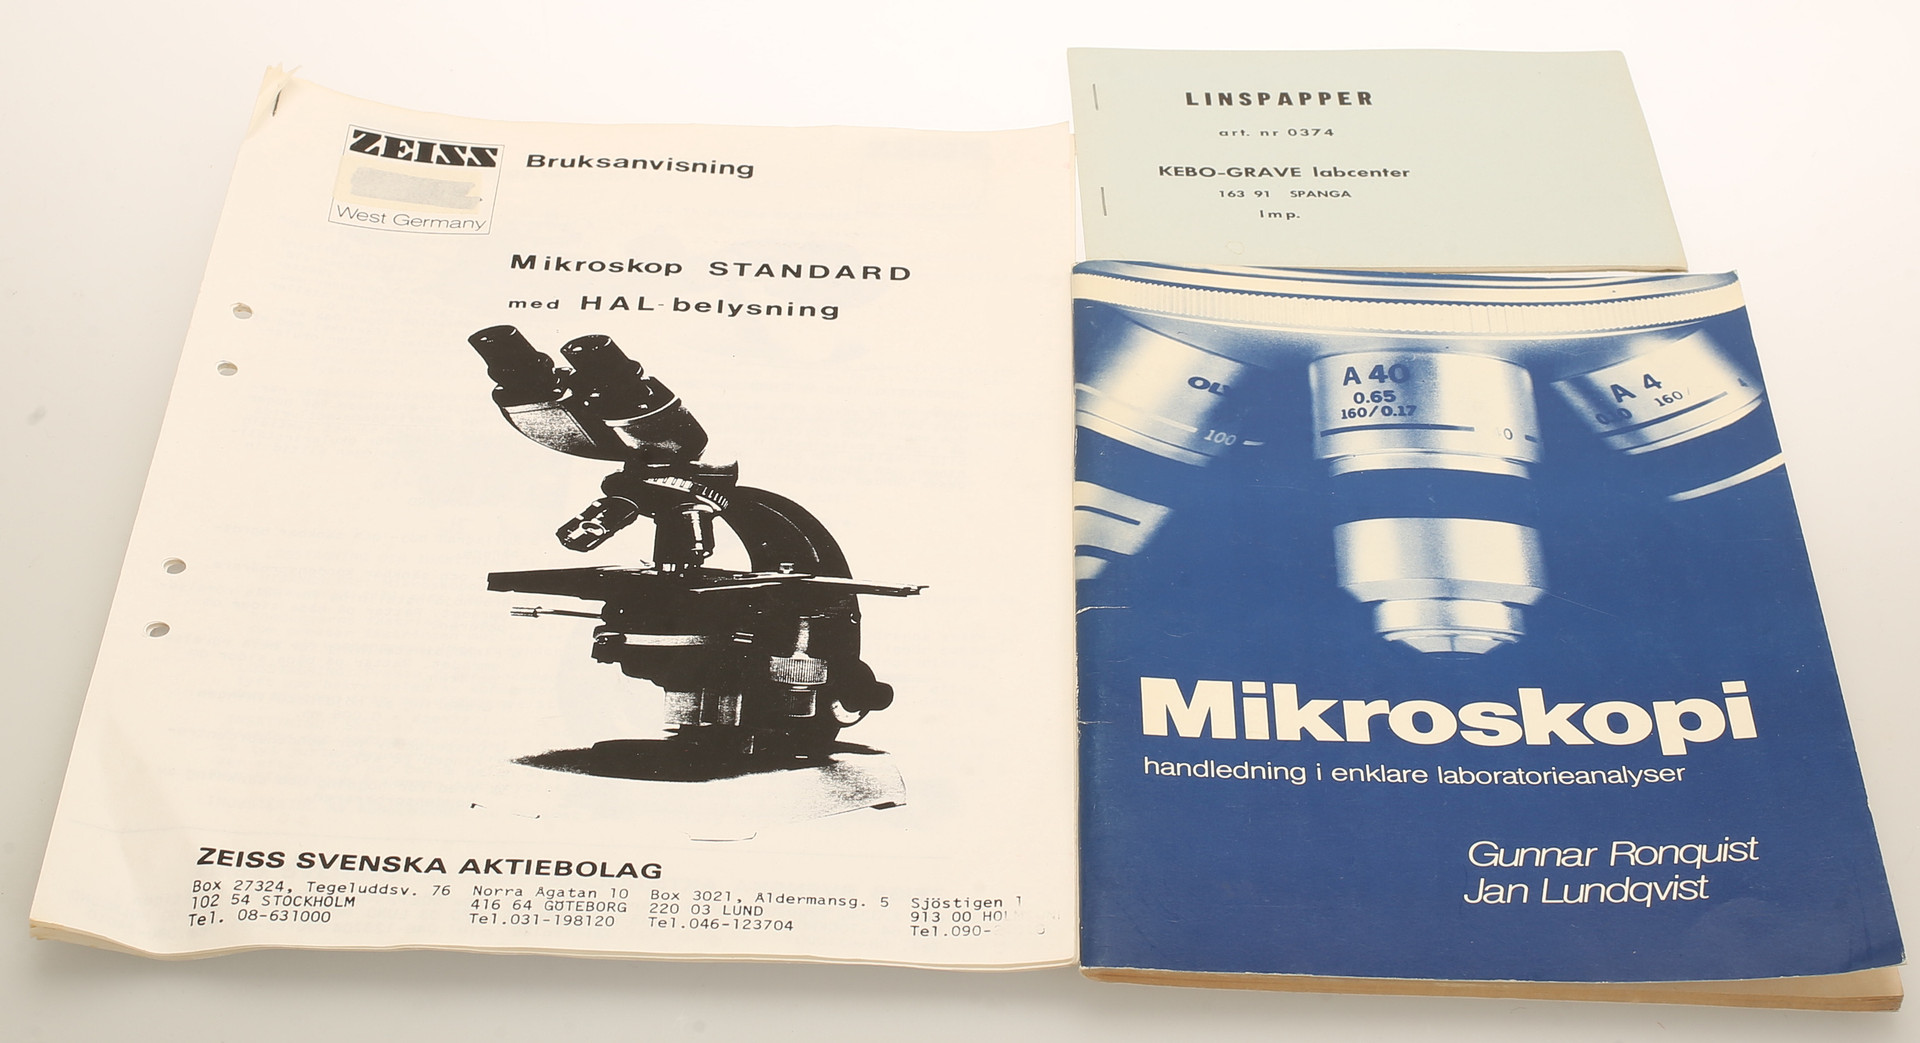 ZEISS
West Germany
Bruksanvisning
Mikroskop STANDARD
med HAL-belysning
ZEISS SVENSKA AKTIEBOLAG
Box 27324, Tegeluddsv. 76
102 54 STOCKHOLM
Tel. 08-631000
Norra Ågatan 10
416 64 GÖTEBORG
Tel.031-198120
Box 3021, Åldermansg. 5
220 03 LUND
Tel.046-123704
Sjöstigen 1
913 00
Tel.090-
LINSPAPPER
art. nr 0374
KEBO-GRAVE labcenter
163 91 SPANGA
Imp.
100
A 40
0.65
160/0.17
A 4
160/
Mikroskopi
handledning i enklare laboratorieanalyser
Gunnar Ronquist
Jan Lundqvist